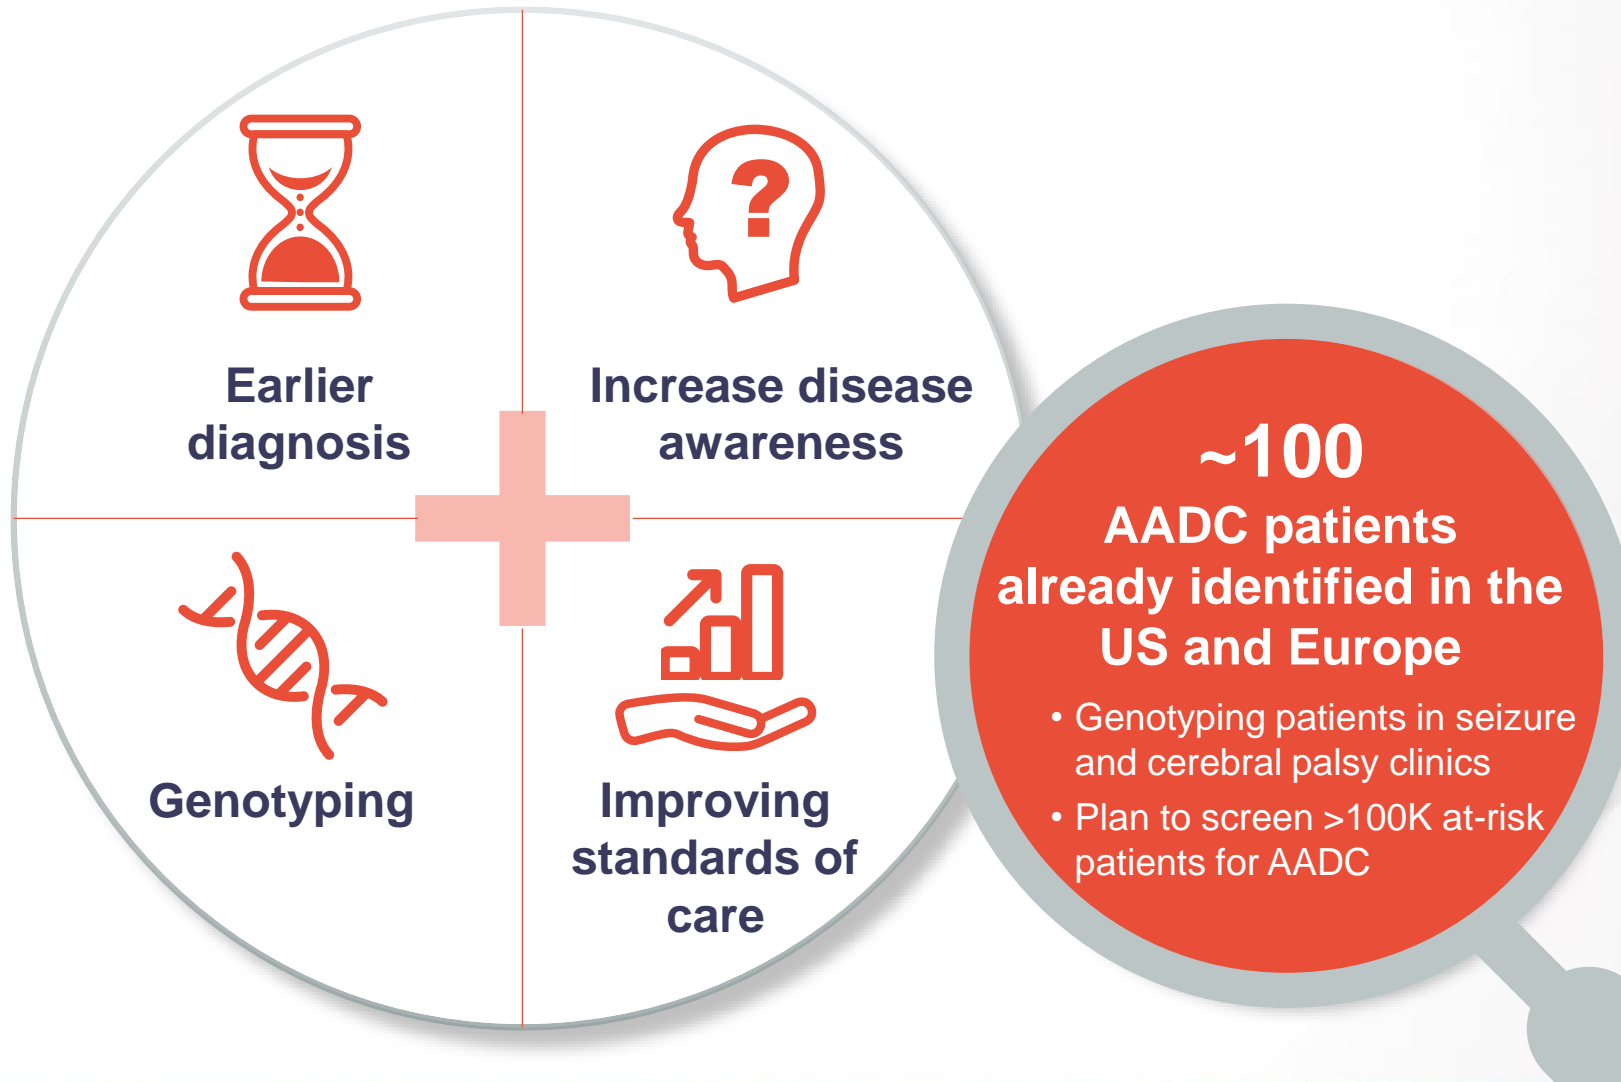 Earlier
diagnosis
?
Increase disease
awareness
Genotyping
Improving
standards of
care
~100
AADC patients
already identified in the
US and Europe
• Genotyping patients in seizure
and cerebral palsy clinics
• Plan to screen >100K at-risk
patients for AADC